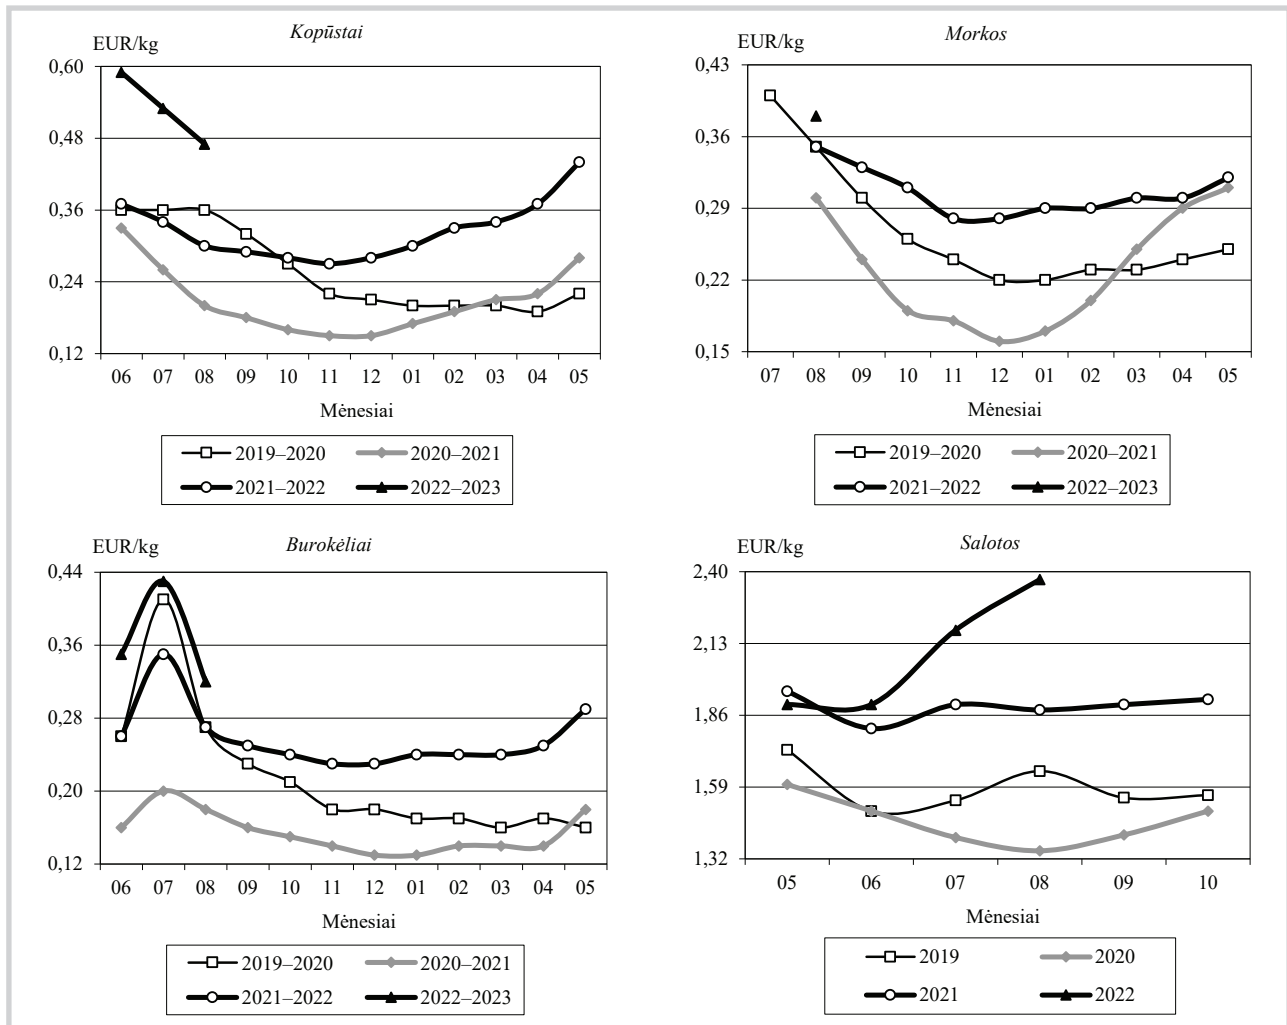 Kopūstai
EUR/kg
0,60
0,48
0,36
0,24
0,12
06 07 08 09 10 11 12 01 02 03 04 05
Mėnesiai
2019–2020 2020–2021
2021–2022 2022–2023
Morkos
EUR/kg
0,43
0,36
0,29
0,22
0,15
07 08 09 10 11 12 01 02 03 04 05
Mėnesiai
2019–2020 2020–2021
2021–2022 2022–2023
Burokėliai
EUR/kg
0,44
0,36
0,28
0,20
0,12
06 07 08 09 10 11 12 01 02 03 04 05
Mėnesiai
2019–2020 2020–2021
2021–2022 2022–2023
Salotos
EUR/kg
2,40
2,13
1,86
1,59
1,32
05 06 07 08 09 10
Mėnesiai
2019 2020
2021 2022